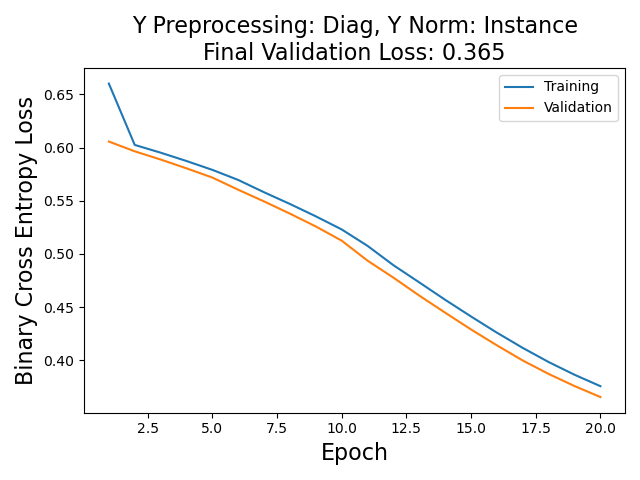 Y Preprocessing: Diag, Y Norm: Instance
Final Validation Loss: 0.365
Training
Validation
Binary Cross Entropy Loss
0.65
0.60
0.55
0.50
0.45
0.40
2.5 5.0 7.5 10.0 12.5 15.0 17.5 20.0
Epoch